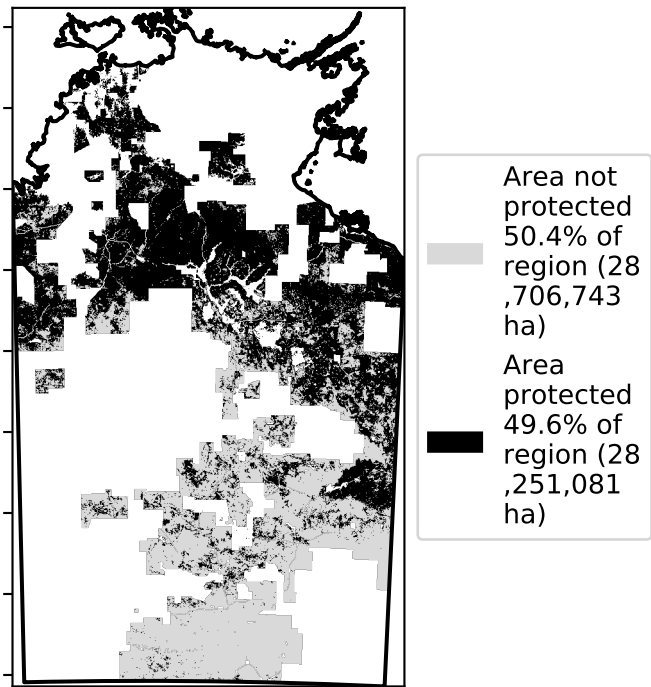 Area not
protected
50.4% of
region (28
,706,743
ha)
Area
protected
49.6% of
region (28
,251,081
ha)